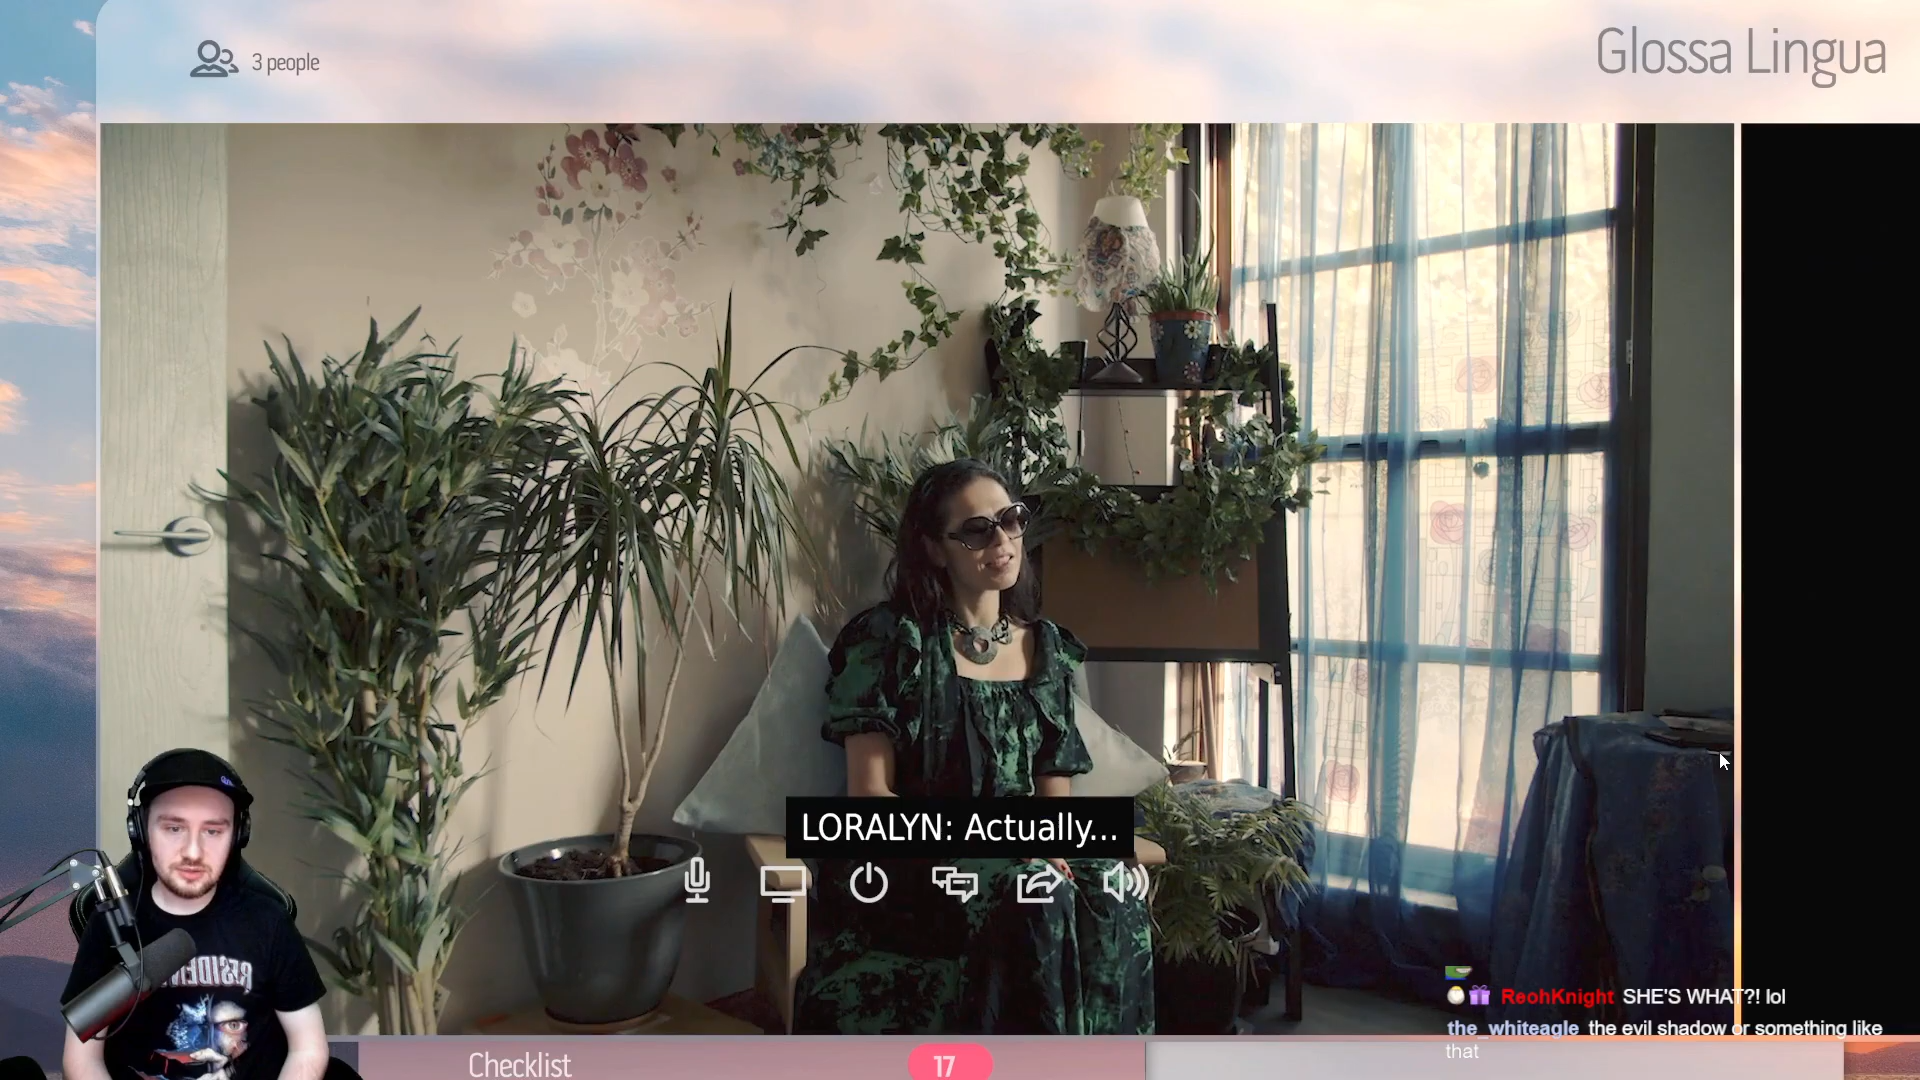 3 people
Glossa Lingua
LORALYN: Actually...
ReohKnight SHE'S WHAT?! lol
the_whiteagle the evil shadow or something like
that
Checklist
17